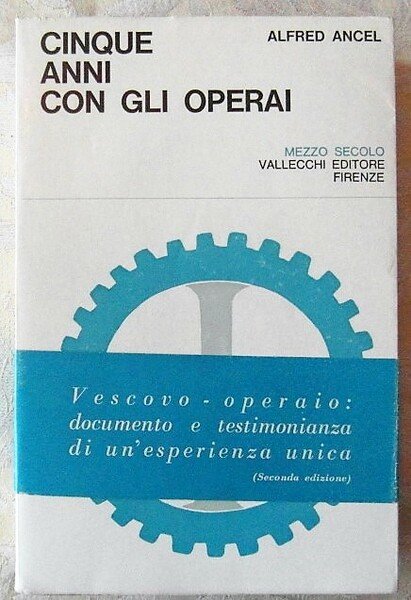 CINQUE
ANNI
CON GLI OPERAI
ALFRED ANCEL
MEZZO SECOLO
VALLECCHI EDITORE
FIRENZE
Vescovo - operaio:
documento e testimonianza
di un'esperienza unica
(Seconda edizione)